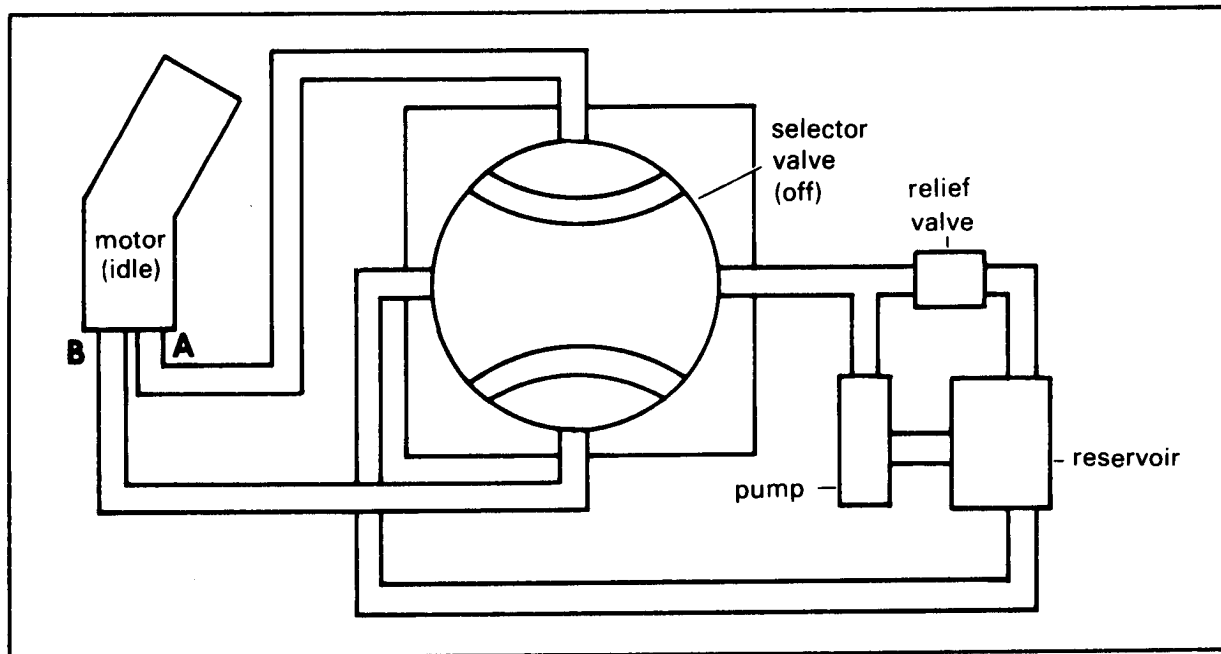 selector
valve
(off)
relief
valve
motor
(idle)
B
A
reservoir
pump